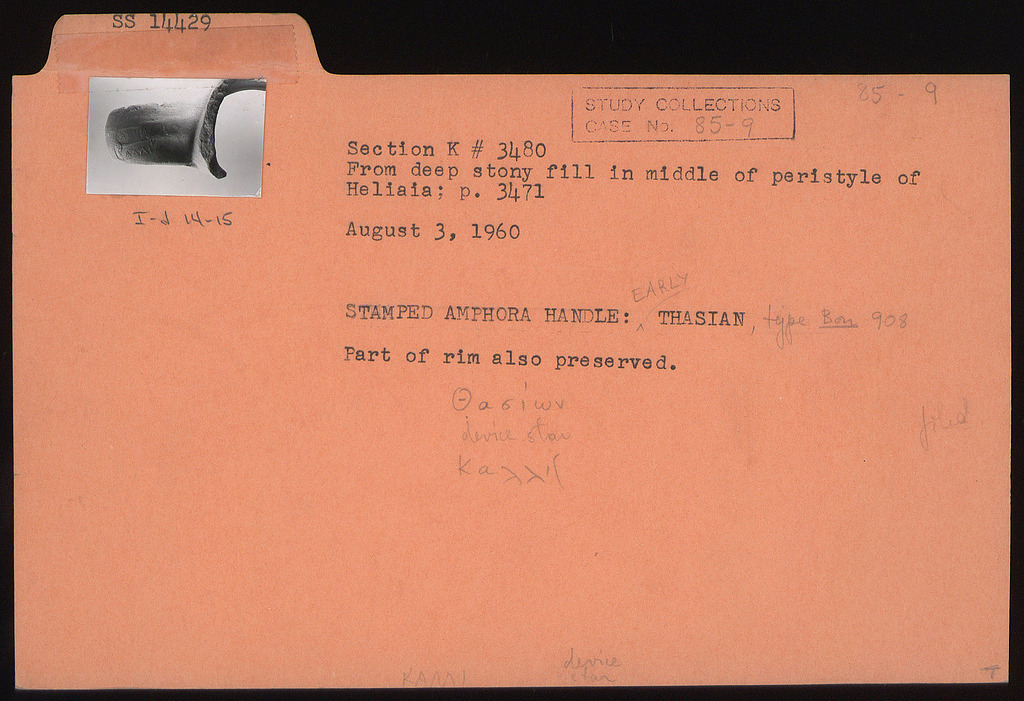 SS 14429
85 - 9
STUDY COLLECTIONS
CASE No. 85-9
Section K # 3480
From deep stony fill in middle of peristyle of
Heliaia; p. 3471
I-J 14-15
August 3, 1960
STAMPED AMPHORA HANDLE: EARLY THASIAN, type Bon 908
Part of rim also preserved.
Θασίων
device star
Καλλι(
filed
device
star